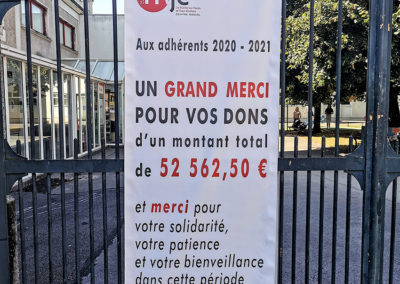 Aux adhérents 2020 - 2021
UN GRAND MERCI
POUR VOS DONS
d'un montant total
de 52 562,50 €
et merci pour
votre solidarité,
votre patience
et votre bienveillance
dans cette période